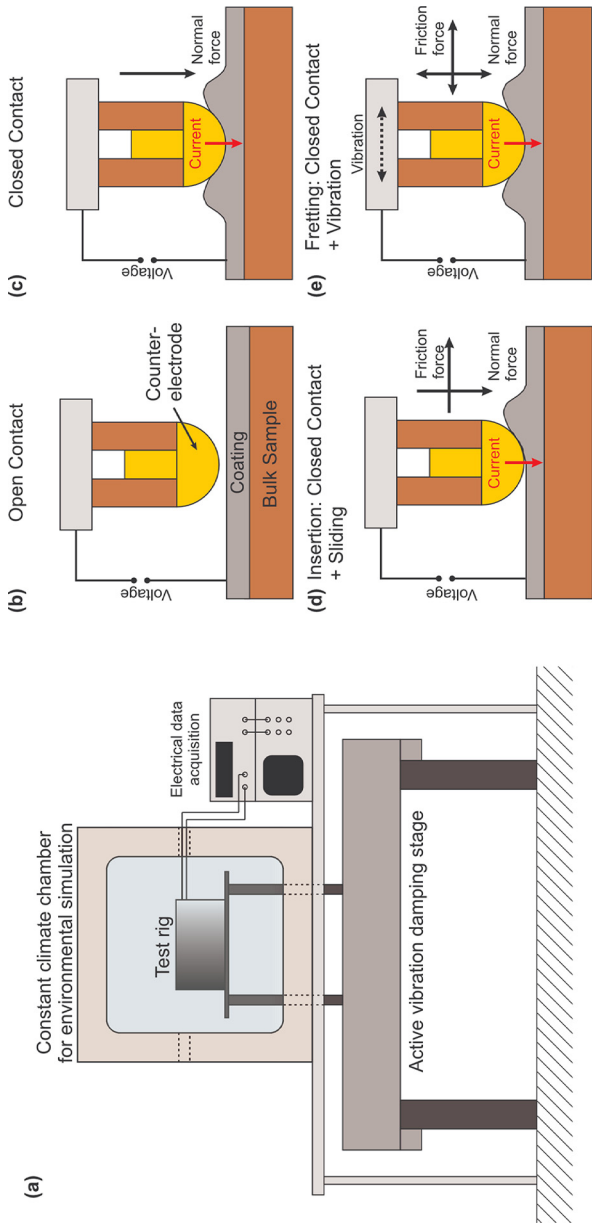 (a)
Constant climate chamber
for environmental simulation
Test rig
Electrical data
acquisition
Active vibration damping stage
(b)
Open Contact
Voltage
Counter-
electrode
Coating
Bulk Sample
(c)
Closed Contact
Voltage
Current
Normal
force
(d)
Insertion: Closed Contact
+ Sliding
Voltage
Current
Friction
force
Normal
force
(e)
Fretting: Closed Contact
+ Vibration
Voltage
Vibration
Current
Friction
force
Normal
force